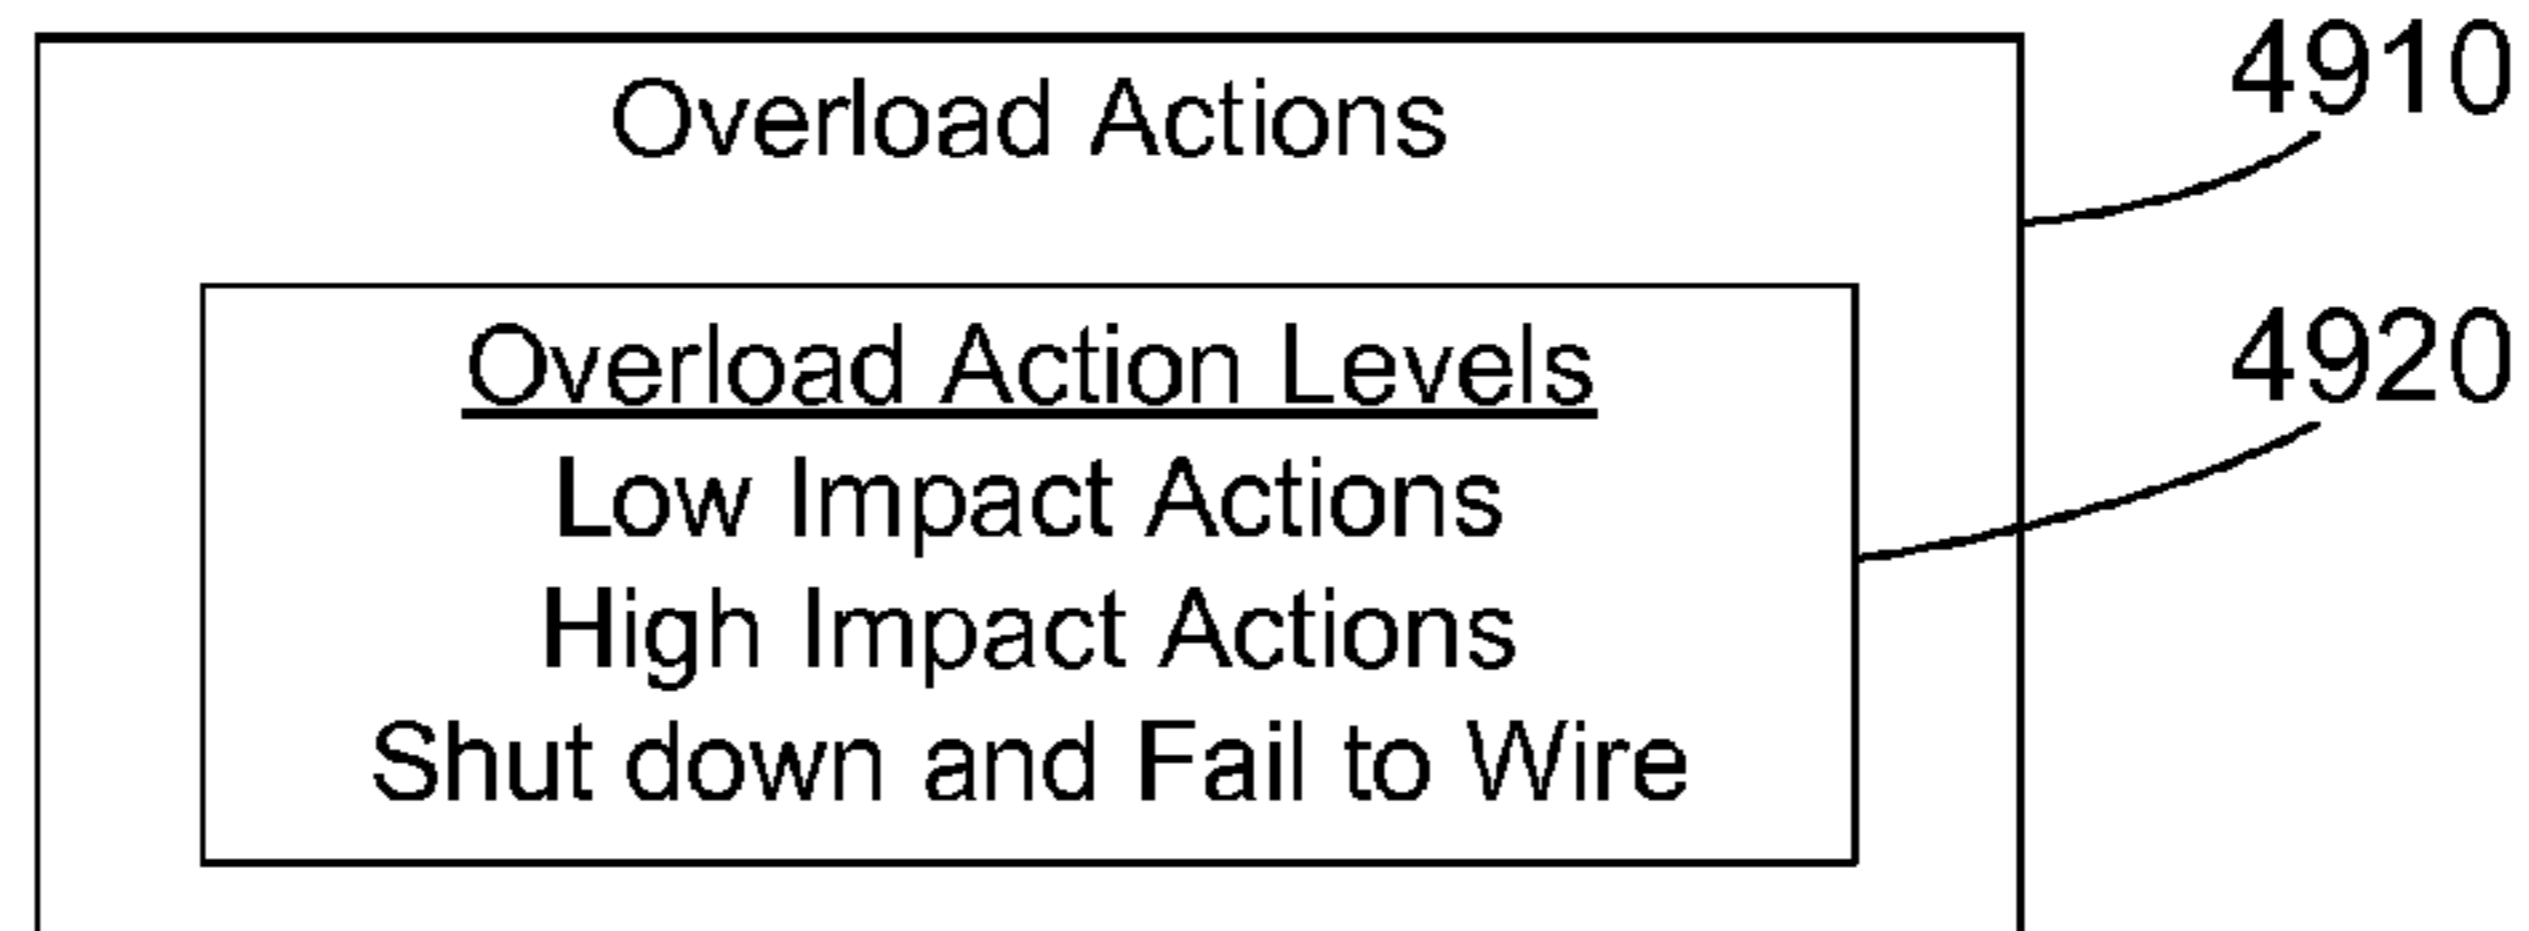 Overload Actions
4910
Overload Action Levels
4920
Low Impact Actions
High Impact Actions
Shut down and Fail to Wire